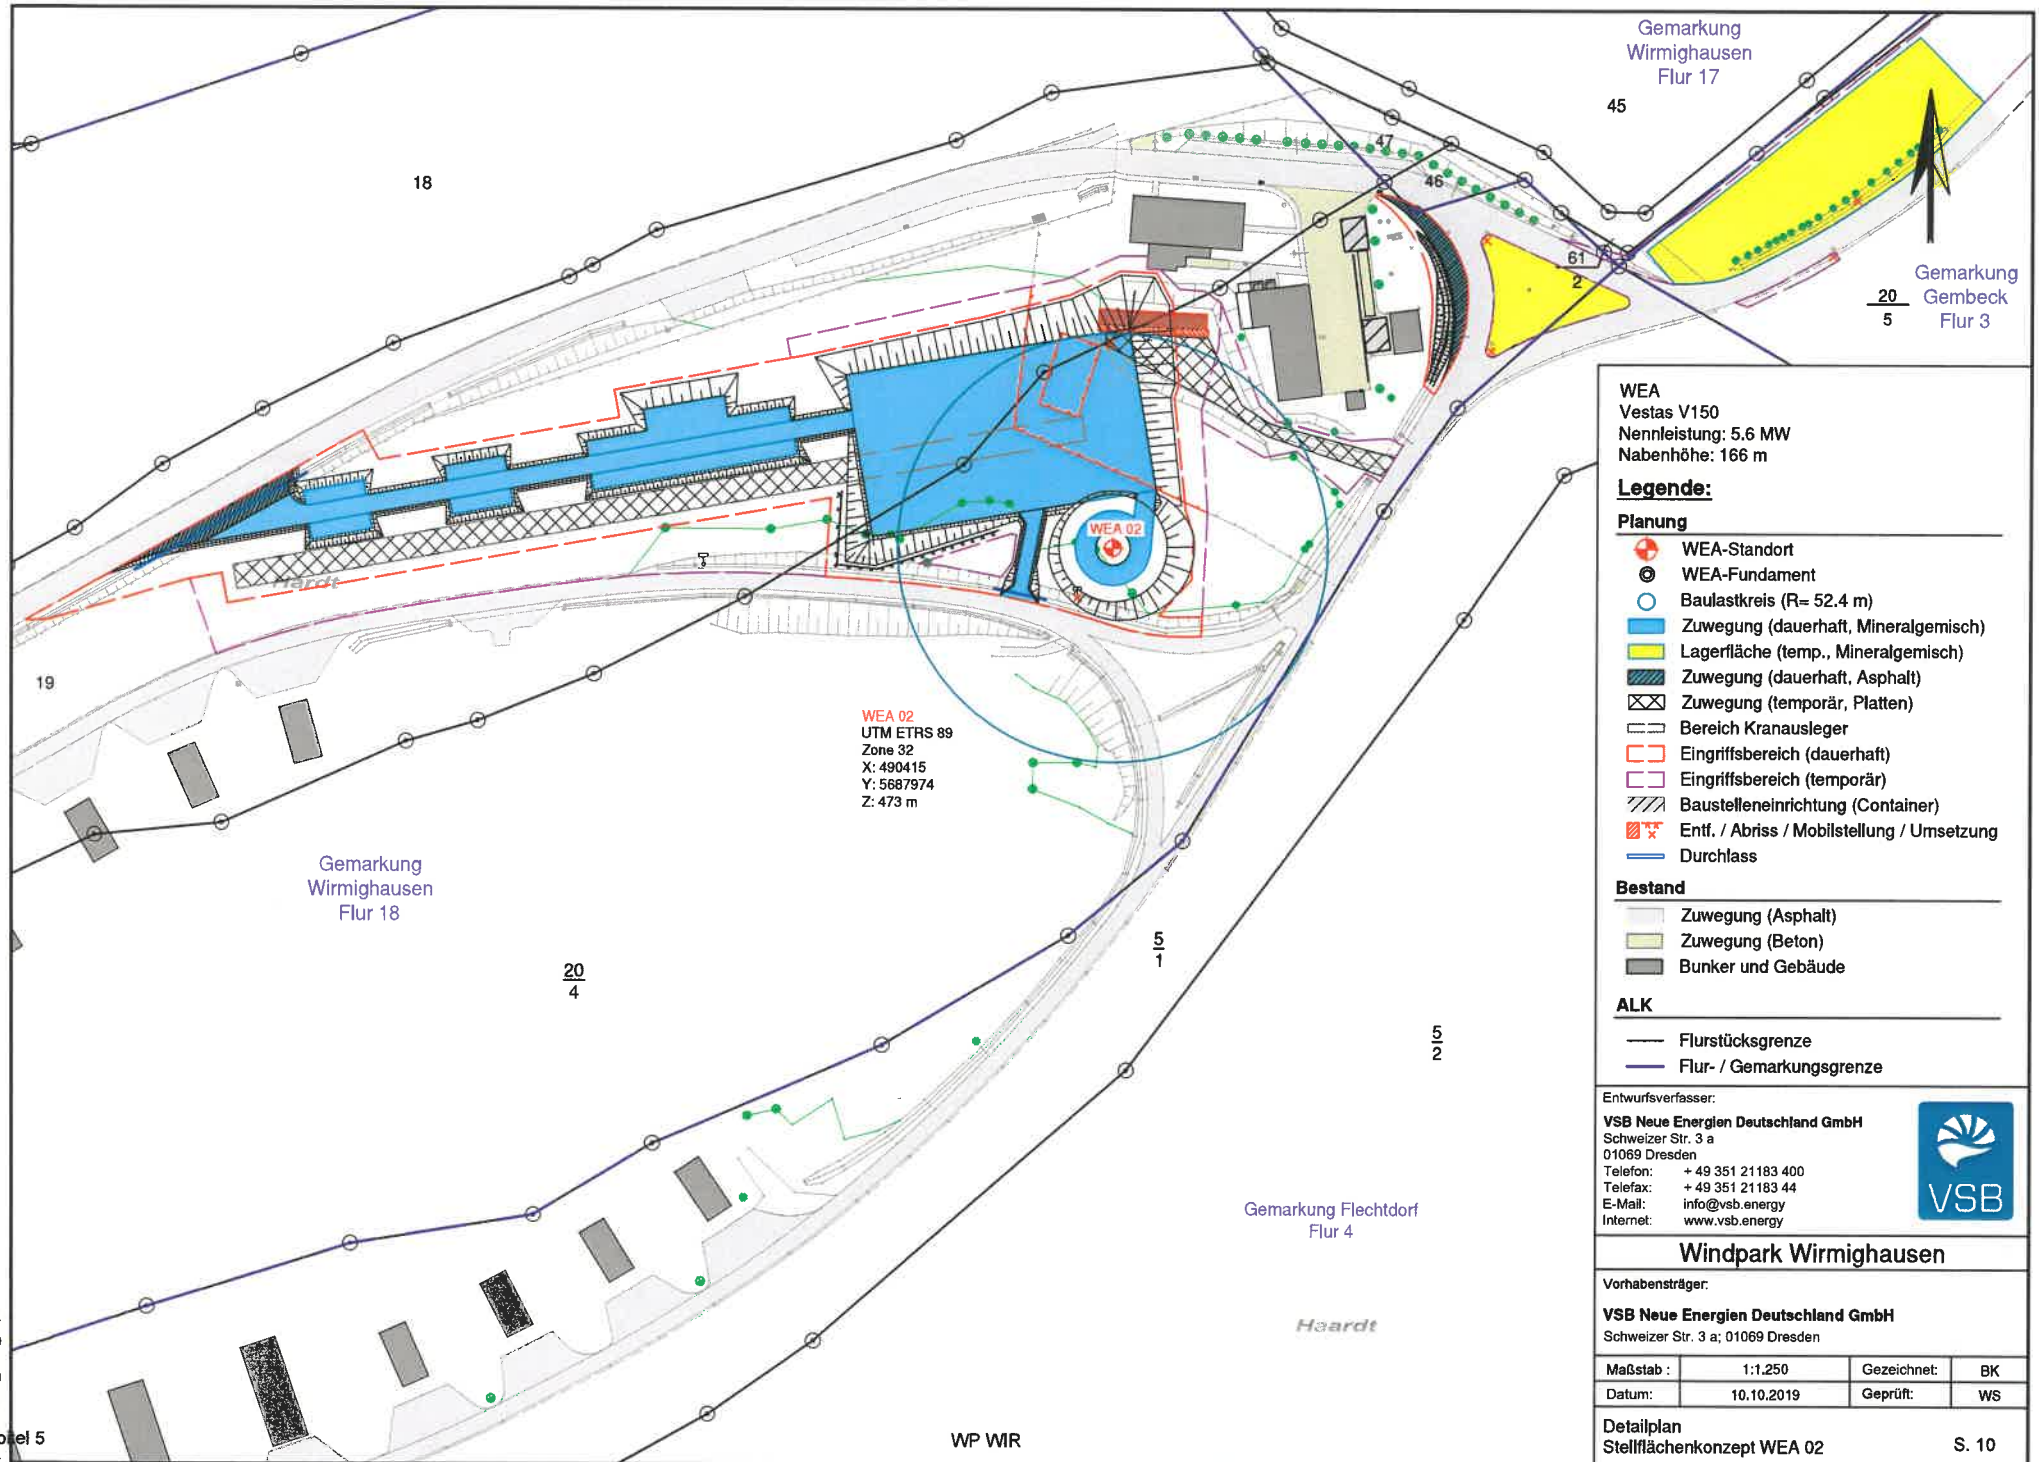 Gemarkung
Wirmighausen
Flur 17
45
47
46
18
61
2
20
5
Gemarkung
Gembeck
Flur 3
WEA 02
Hardt
19
WEA 02
UTM ETRS 89
Zone 32
X: 490415
Y: 5687974
Z: 473 m
Gemarkung
Wirmighausen
Flur 18
20
4
5
1
5
2
Gemarkung Flechtdorf
Flur 4
Haardt
WP WIR
WEA
Vestas V150
Nennleistung: 5.6 MW
Nabenhöhe: 166 m
Legende:
Planung
WEA-Standort
WEA-Fundament
Baulastkreis (R= 52.4 m)
Zuwegung (dauerhaft, Mineralgemisch)
Lagerfläche (temp., Mineralgemisch)
Zuwegung (dauerhaft, Asphalt)
Zuwegung (temporär, Platten)
Bereich Kranausleger
Eingriffsbereich (dauerhaft)
Eingriffsbereich (temporär)
Baustelleneinrichtung (Container)
Entf. / Abriss / Mobilstellung / Umsetzung
Durchlass
Bestand
Zuwegung (Asphalt)
Zuwegung (Beton)
Bunker und Gebäude
ALK
Flurstücksgrenze
Flur- / Gemarkungsgrenze
Entwurfsverfasser:
VSB Neue Energien Deutschland GmbH
Schweizer Str. 3 a
01069 Dresden
Telefon: + 49 351 21183 400
Telefax: + 49 351 21183 44
E-Mail: info@vsb.energy
Internet: www.vsb.energy
VSB
Windpark Wirmighausen
Vorhabensträger:
VSB Neue Energien Deutschland GmbH
Schweizer Str. 3 a; 01069 Dresden
Maßstab : 1:1.250 Gezeichnet: BK
Datum: 10.10.2019 Geprüft: WS
Detailplan
Stellflächenkonzept WEA 02 S. 10